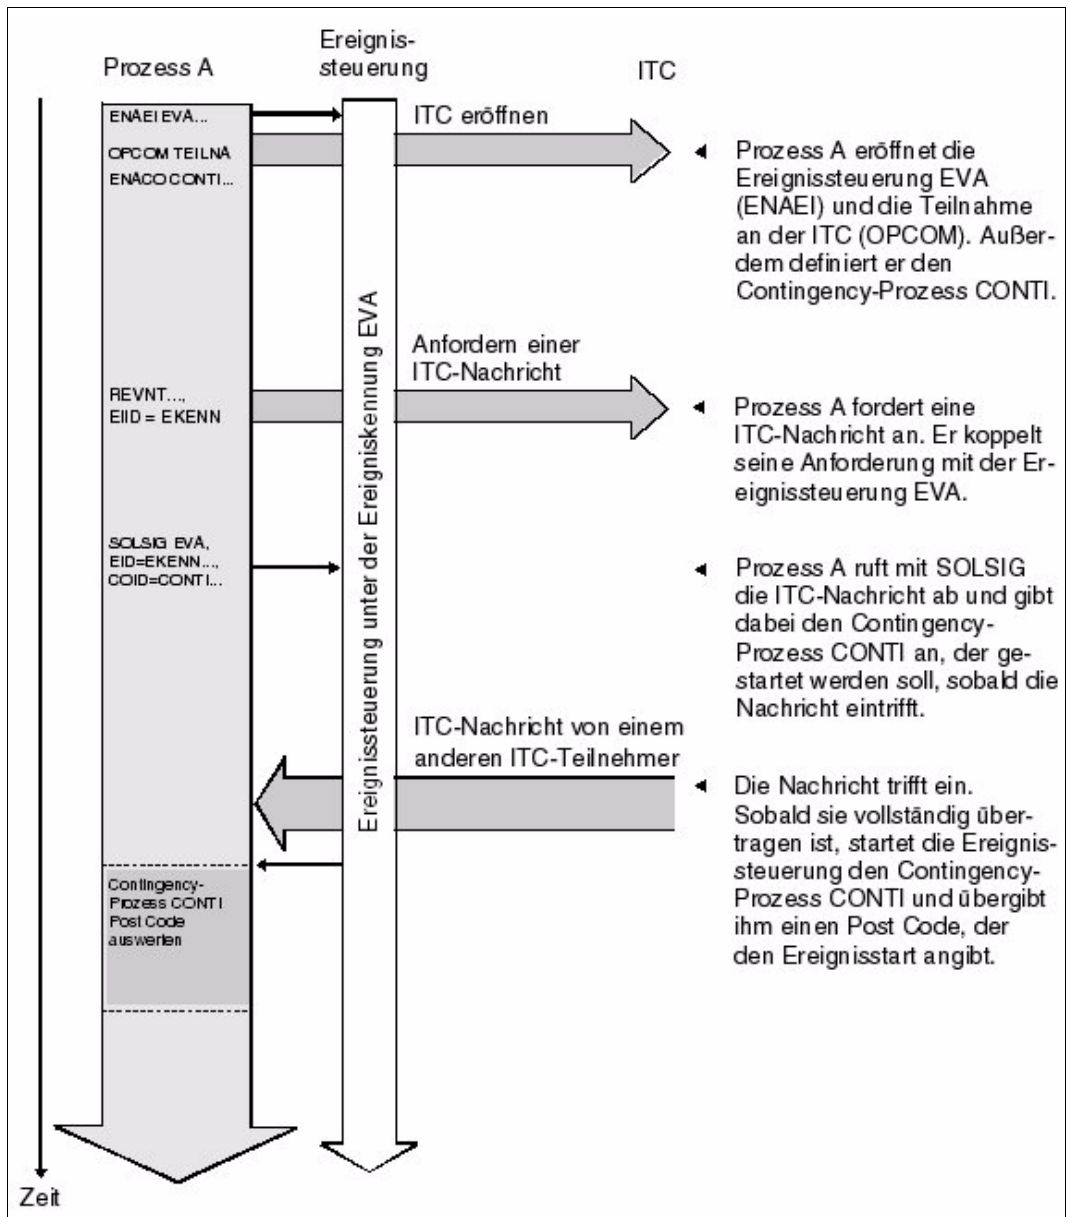 Prozess A
Ereignis-
steuerung
ITC
ENAEI EVA...
OPCOM TEILNA
ENACO CONTI...
ITC eröffnen
Prozess A eröffnet die
Ereignissteuerung EVA
(ENAEI) und die Teilnahme
an der ITC (OPCOM). Außer-
dem definiert er den
Contingency-Prozess CONTI.
Ereignissteuerung unter der Ereigniskennung EVA
REVNT...,
EIID = EKENN
Anfordern einer
ITC-Nachricht
Prozess A fordert eine
ITC-Nachricht an. Er koppelt
seine Anforderung mit der Er-
eignissteuerung EVA.
SOLSIG EVA,
EID=EKENN...,
COID=CONTI...
Prozess A ruft mit SOLSIG
die ITC-Nachricht ab und gibt
dabei den Contingency-
Prozess CONTI an, der ge-
startet werden soll, sobald die
Nachricht eintrifft.
ITC-Nachricht von einem
anderen ITC-Teilnehmer
Die Nachricht trifft ein.
Sobald sie vollständig über-
tragen ist, startet die Ereignis-
steuerung den Contingency-
Prozess CONTI und übergibt
ihm einen Post Code, der
den Ereignisstart angibt.
Contingency-
Prozess CONTI
Post Code
auswerten
Zeit